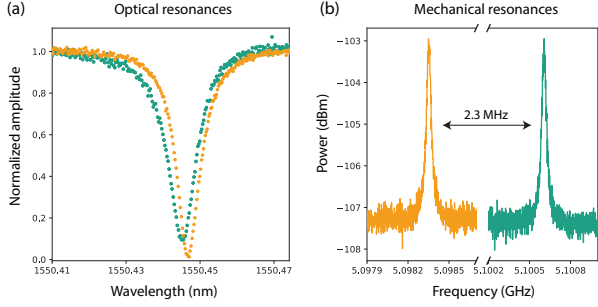 (a) Optical resonances
Normalized amplitude
1.0
0.8
0.6
0.4
0.2
0.0
1550.41 1550.43 1550.45 1550.47
Wavelength (nm)
(b) Mechanical resonances
Power (dBm)
−103
−104
−105
−106
−107
−108
2.3 MHz
5.0979 5.0982 5.0985 5.1002 5.1005 5.1008
Frequency (GHz)